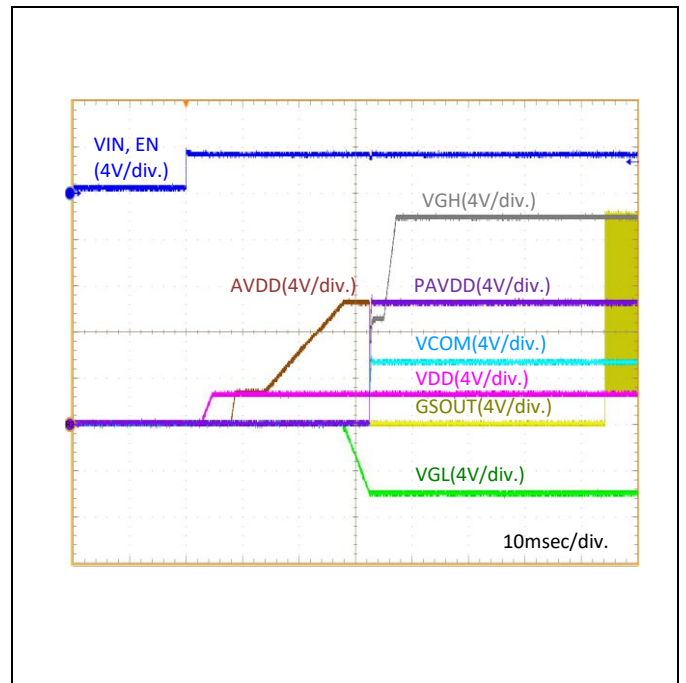 VIN, EN
(4V/div.)
VGH(4V/div.)
AVDD(4V/div.)
PAVDD(4V/div.)
VCOM(4V/div.)
VDD(4V/div.)
GSOUT(4V/div.)
VGL(4V/div.)
10msec/div.